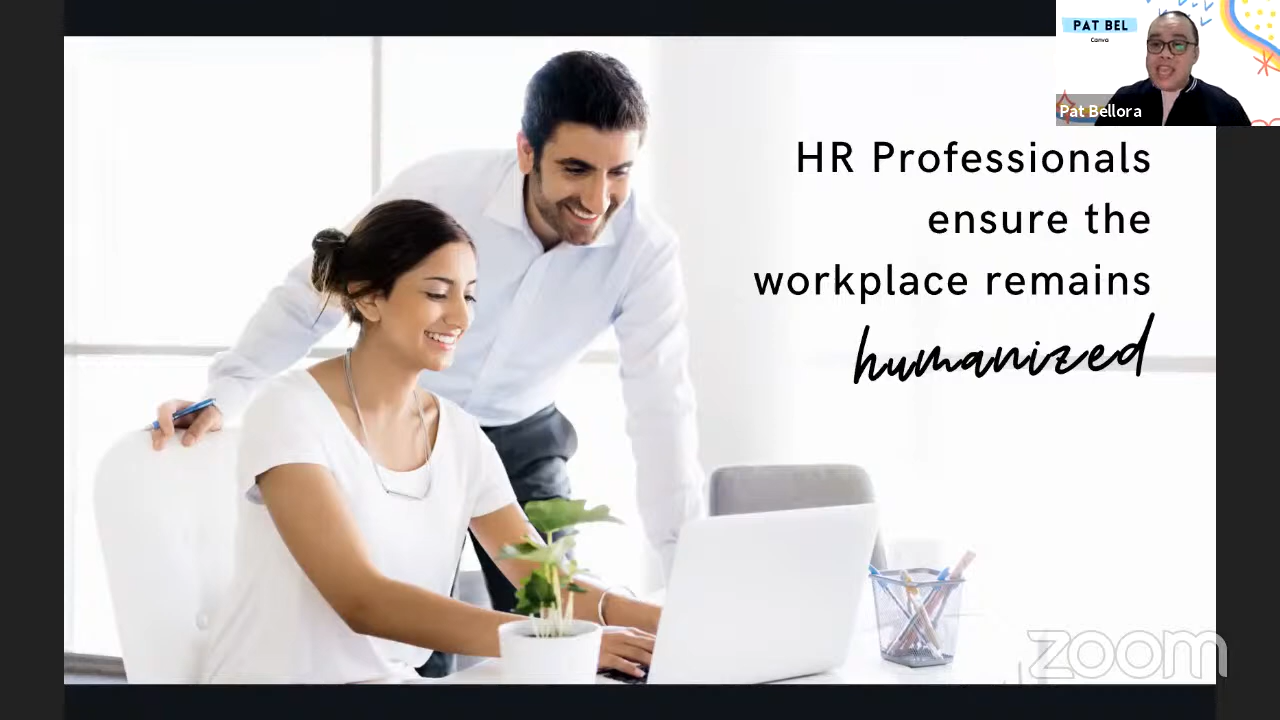 PAT BEL
Canva
Pat Bellora
HR Professionals
ensure the
workplace remains
humanized
zoom